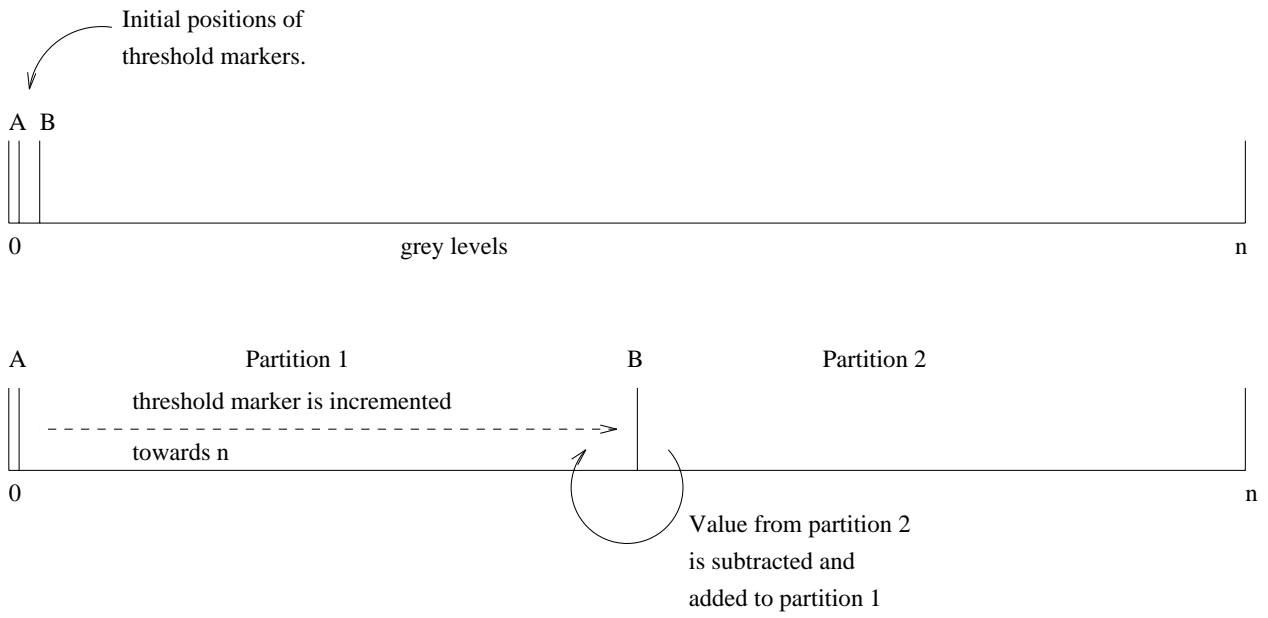 Initial positions of
threshold markers.
A B
0 grey levels n
A Partition 1 B Partition 2
threshold marker is incremented
towards n
0 n
Value from partition 2
is subtracted and
added to partition 1